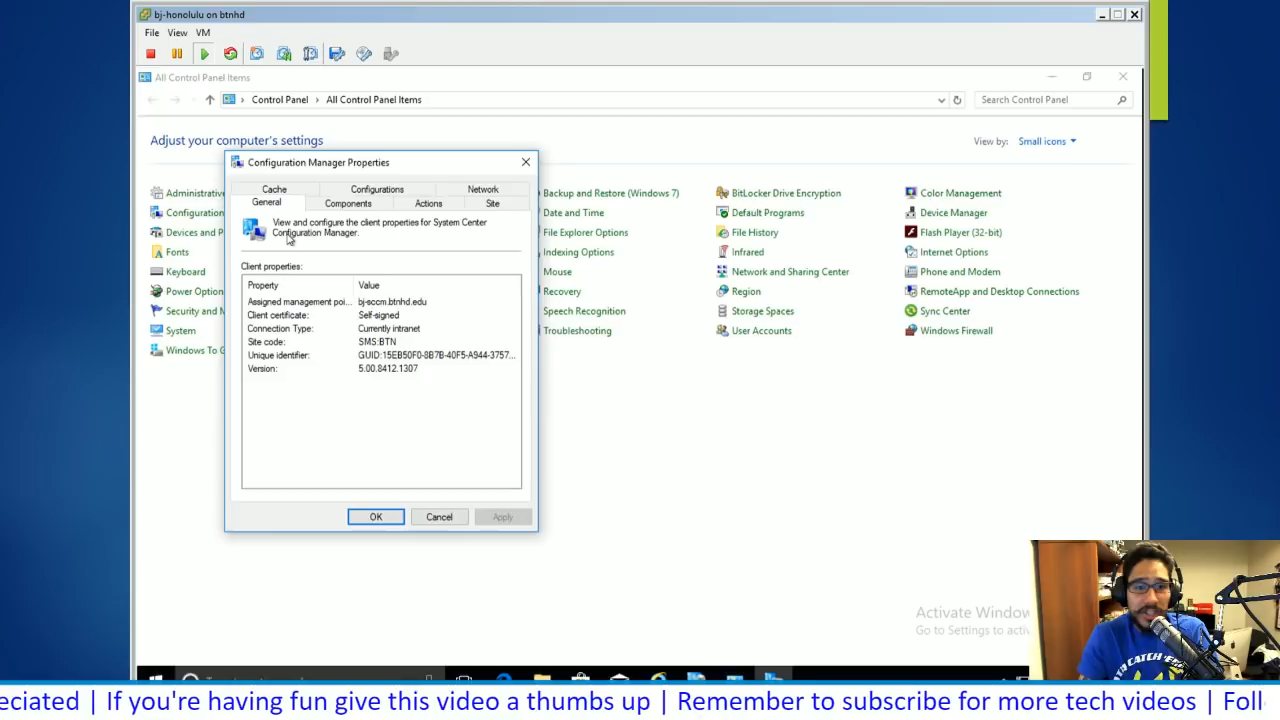 bj-honolulu on btnhd
File View VM
All Control Panel Items
Control Panel > All Control Panel Items
Search Control Panel
Adjust your computer's settings
View by: Small icons
Configuration Manager Properties
Cache Configurations Network
General Components Actions Site
View and configure the client properties for System Center
Configuration Manager.
Client properties:
Property Value
Assigned management poi... bj-sccm.btnhd.edu
Client certificate: Self-signed
Connection Type: Currently intranet
Site code: SMS:BTN
Unique identifier: GUID:15EB50F0-8B7B-40F5-A944-3757...
Version: 5.00.8412.1307
OK Cancel Apply
Administrative
Configuration
Devices and P
Fonts
Keyboard
Power Option
Security and M
System
Windows To G
Backup and Restore (Windows 7)
Date and Time
File Explorer Options
Indexing Options
Mouse
Recovery
Speech Recognition
Troubleshooting
BitLocker Drive Encryption
Default Programs
File History
Infrared
Network and Sharing Center
Region
Storage Spaces
User Accounts
Color Management
Device Manager
Flash Player (32-bit)
Internet Options
Phone and Modem
RemoteApp and Desktop Connections
Sync Center
Windows Firewall
Activate Window
Go to Settings to activ
eciated | If you're having fun give this video a thumbs up | Remember to subscribe for more tech videos | Foll